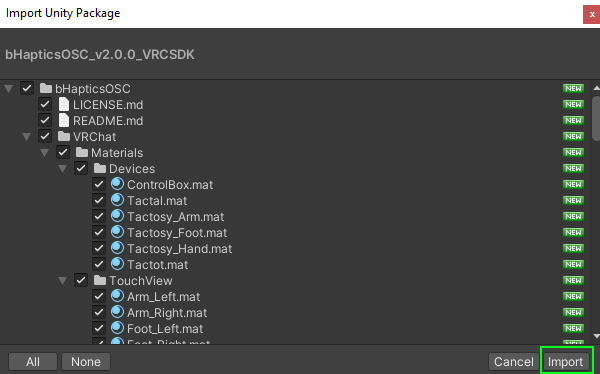 Import Unity Package x
bHapticsOSC_v2.0.0_VRCSDK
bHapticsOSC NEW
LICENSE.md NEW
README.md NEW
VRChat NEW
Materials NEW
Devices NEW
ControlBox.mat NEW
Tactal.mat NEW
Tactosy_Arm.mat NEW
Tactosy_Foot.mat NEW
Tactosy_Hand.mat NEW
Tactot.mat NEW
TouchView NEW
Arm_Left.mat NEW
Arm_Right.mat NEW
Foot_Left.mat NEW
Foot_Right.mat NEW
All None Cancel Import